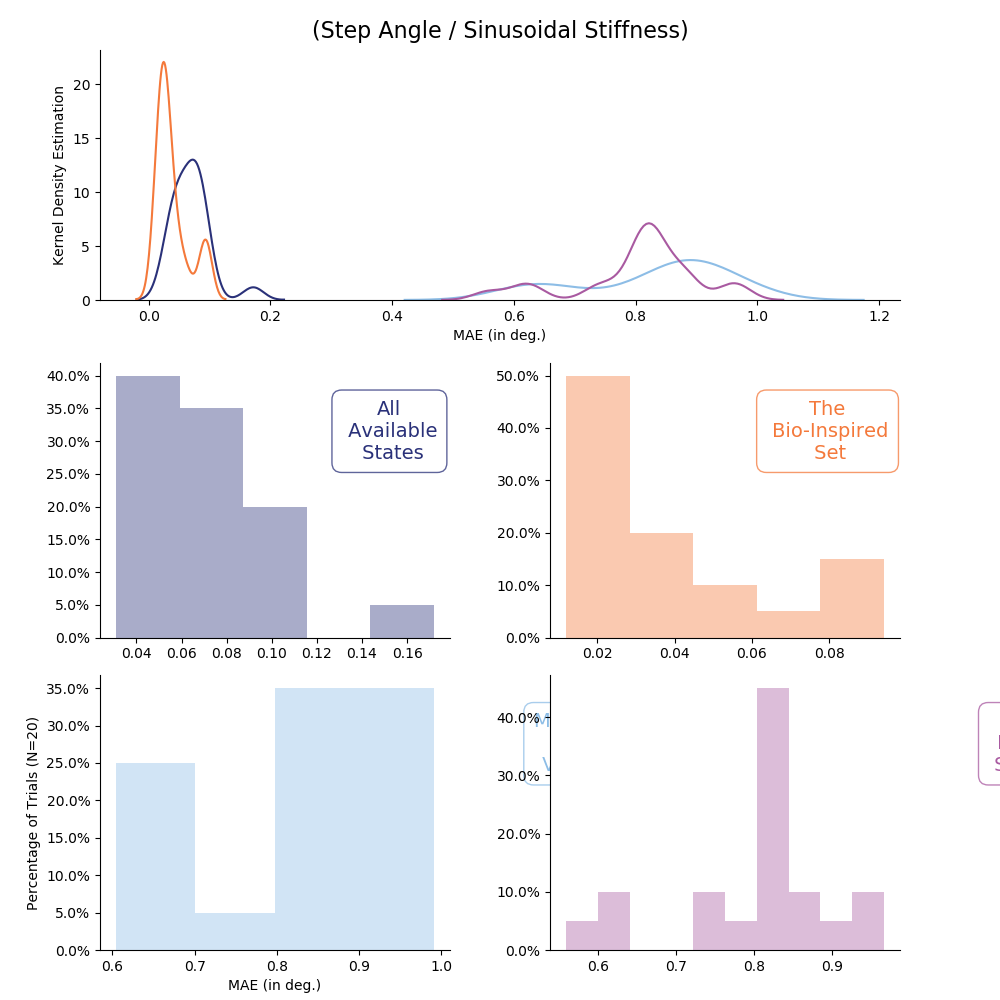 (Step Angle / Sinusoidal Stiffness)
Kernel Density Estimation
20
15
10
5
0
0.0 0.2 0.4 0.6 0.8 1.0 1.2
MAE (in deg.)
40.0%
35.0%
30.0%
25.0%
20.0%
15.0%
10.0%
5.0%
0.0%
0.04 0.06 0.08 0.10 0.12 0.14 0.16
All
Available
States
50.0%
40.0%
30.0%
20.0%
10.0%
0.0%
0.02 0.04 0.06 0.08
The
Bio-Inspired
Set
Percentage of Trials (N=20)
35.0%
30.0%
25.0%
20.0%
15.0%
10.0%
5.0%
0.0%
0.6 0.7 0.8 0.9 1.0
MAE (in deg.)
40.0%
30.0%
20.0%
10.0%
0.0%
0.6 0.7 0.8 0.9